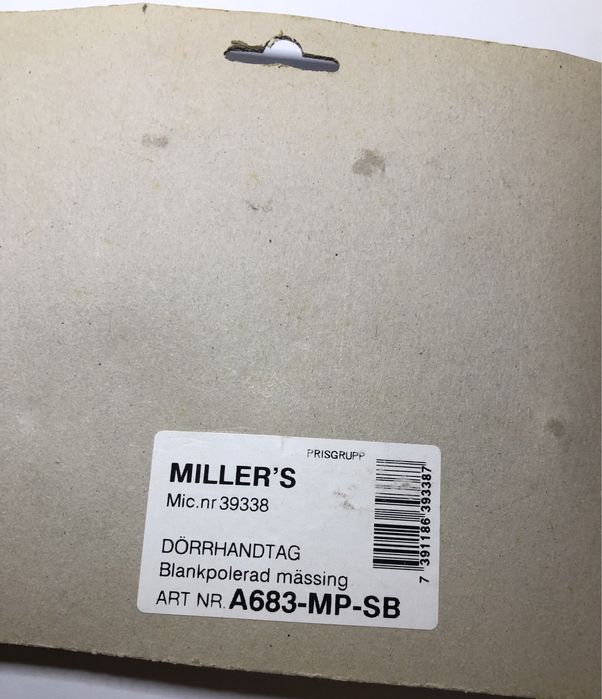 PRISGRUPP
MILLER'S
Mic.nr 39338
DÖRRHANDTAG
Blankpolerad mässing
ART NR. A683-MP-SB
7 391186 393387